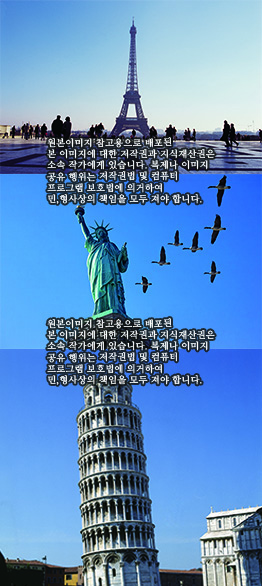 원본이미지 참고용으로 배포된
본 이미지에 대한 저작권과 지식재산권은
소속 작가에게 있습니다. 복제나 이미지
공유 행위는 저작권법 및 컴퓨터
프로그램 보호법에 의거하여
민,형사상의 책임을 모두 져야 합니다.
원본이미지 참고용으로 배포된
본 이미지에 대한 저작권과 지식재산권은
소속 작가에게 있습니다. 복제나 이미지
공유 행위는 저작권법 및 컴퓨터
프로그램 보호법에 의거하여
민,형사상의 책임을 모두 져야 합니다.